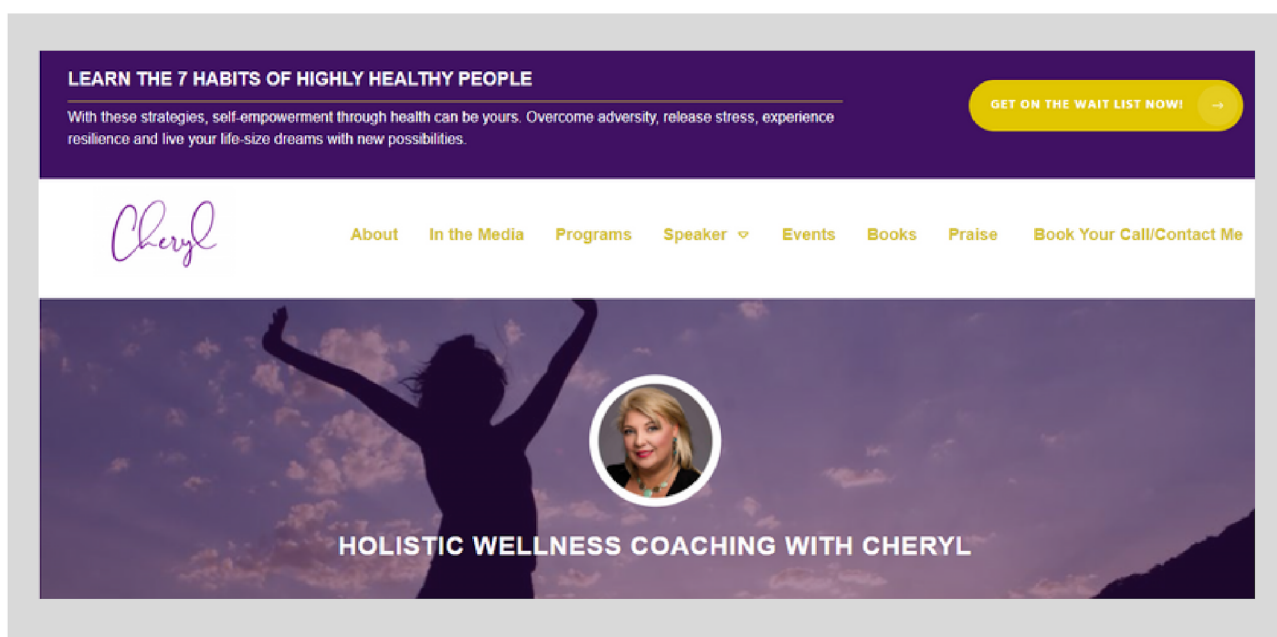 LEARN THE 7 HABITS OF HIGHLY HEALTHY PEOPLE
With these strategies, self-empowerment through health can be yours. Overcome adversity, release stress, experience
resilience and live your life-size dreams with new possibilities.
GET ON THE WAIT LIST NOW!
Cheryl
About In the Media Programs Speaker Events Books Praise Book Your Call/Contact Me
HOLISTIC WELLNESS COACHING WITH CHERYL